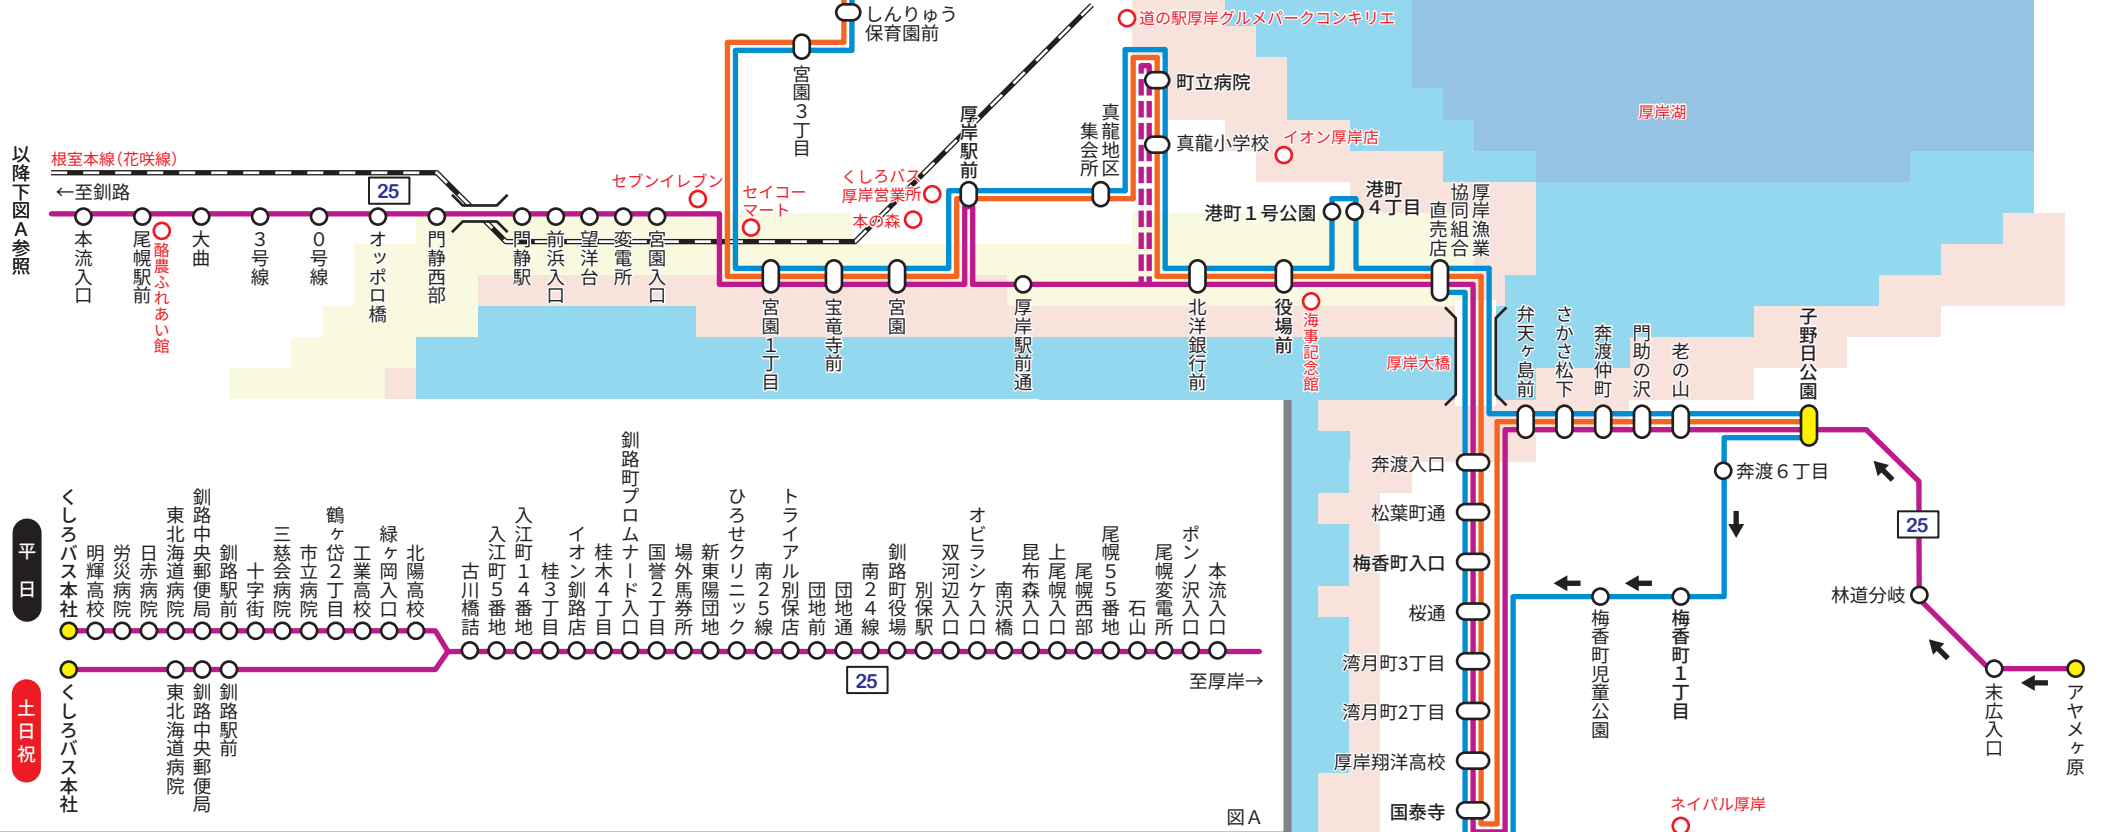 しんりゅう
保育園前
宮園３丁目
道の駅厚岸グルメパークコンキリエ
町立病院
真龍小学校
イオン厚岸店
厚岸湖
真龍地区
集会所
厚岸駅前
くしろバス
厚岸営業所
本の森
セブンイレブン
セイコー
マート
以降下図Ａ参照
根室本線（花咲線）
←至釧路
25
本流入口
尾幌駅前
酪農ふれあい館
大曲
３号線
０号線
オッポロ橋
門静西部
門静駅
前浜入口
望洋台
変電所
宮園入口
宮園１丁目
宝竜寺前
宮園
厚岸駅前通
北洋銀行前
役場前
海事記念館
港町１号公園
港町
４丁目
厚岸漁業
協同組合
直売店
厚岸大橋
弁天ヶ島前
さかさ松下
奔渡仲町
門助の沢
老の山
子野日公園
奔渡６丁目
25
林道分岐
末広入口
アヤメヶ原
梅香町１丁目
梅香町児童公園
奔渡入口
松葉町通
梅香町入口
桜通
湾月町3丁目
湾月町2丁目
厚岸翔洋高校
国泰寺
ネイパル厚岸
平日
くしろバス本社
明輝高校
労災病院
日赤病院
東北海道病院
釧路中央郵便局
釧路駅前
十字街
三慈会病院
市立病院
鶴ヶ岱２丁目
工業高校
緑ヶ岡入口
北陽高校
古川橋詰
入江町５番地
入江町１４番地
桂３丁目
イオン釧路店
桂木４丁目
釧路町プロムナード入口
国誉２丁目
場外馬券所
新東陽団地
ひろせクリニック
南２５線
トライアル別保店
団地前
団地通
南２４線
釧路町役場
別保駅
双河辺入口
オビラシケ入口
南沢橋
昆布森入口
上尾幌入口
尾幌西部
尾幌５５番地
石山
尾幌変電所
ポンノ沢入口
本流入口
25
至厚岸→
土日祝
くしろバス本社
東北海道病院
釧路中央郵便局
釧路駅前
図Ａ